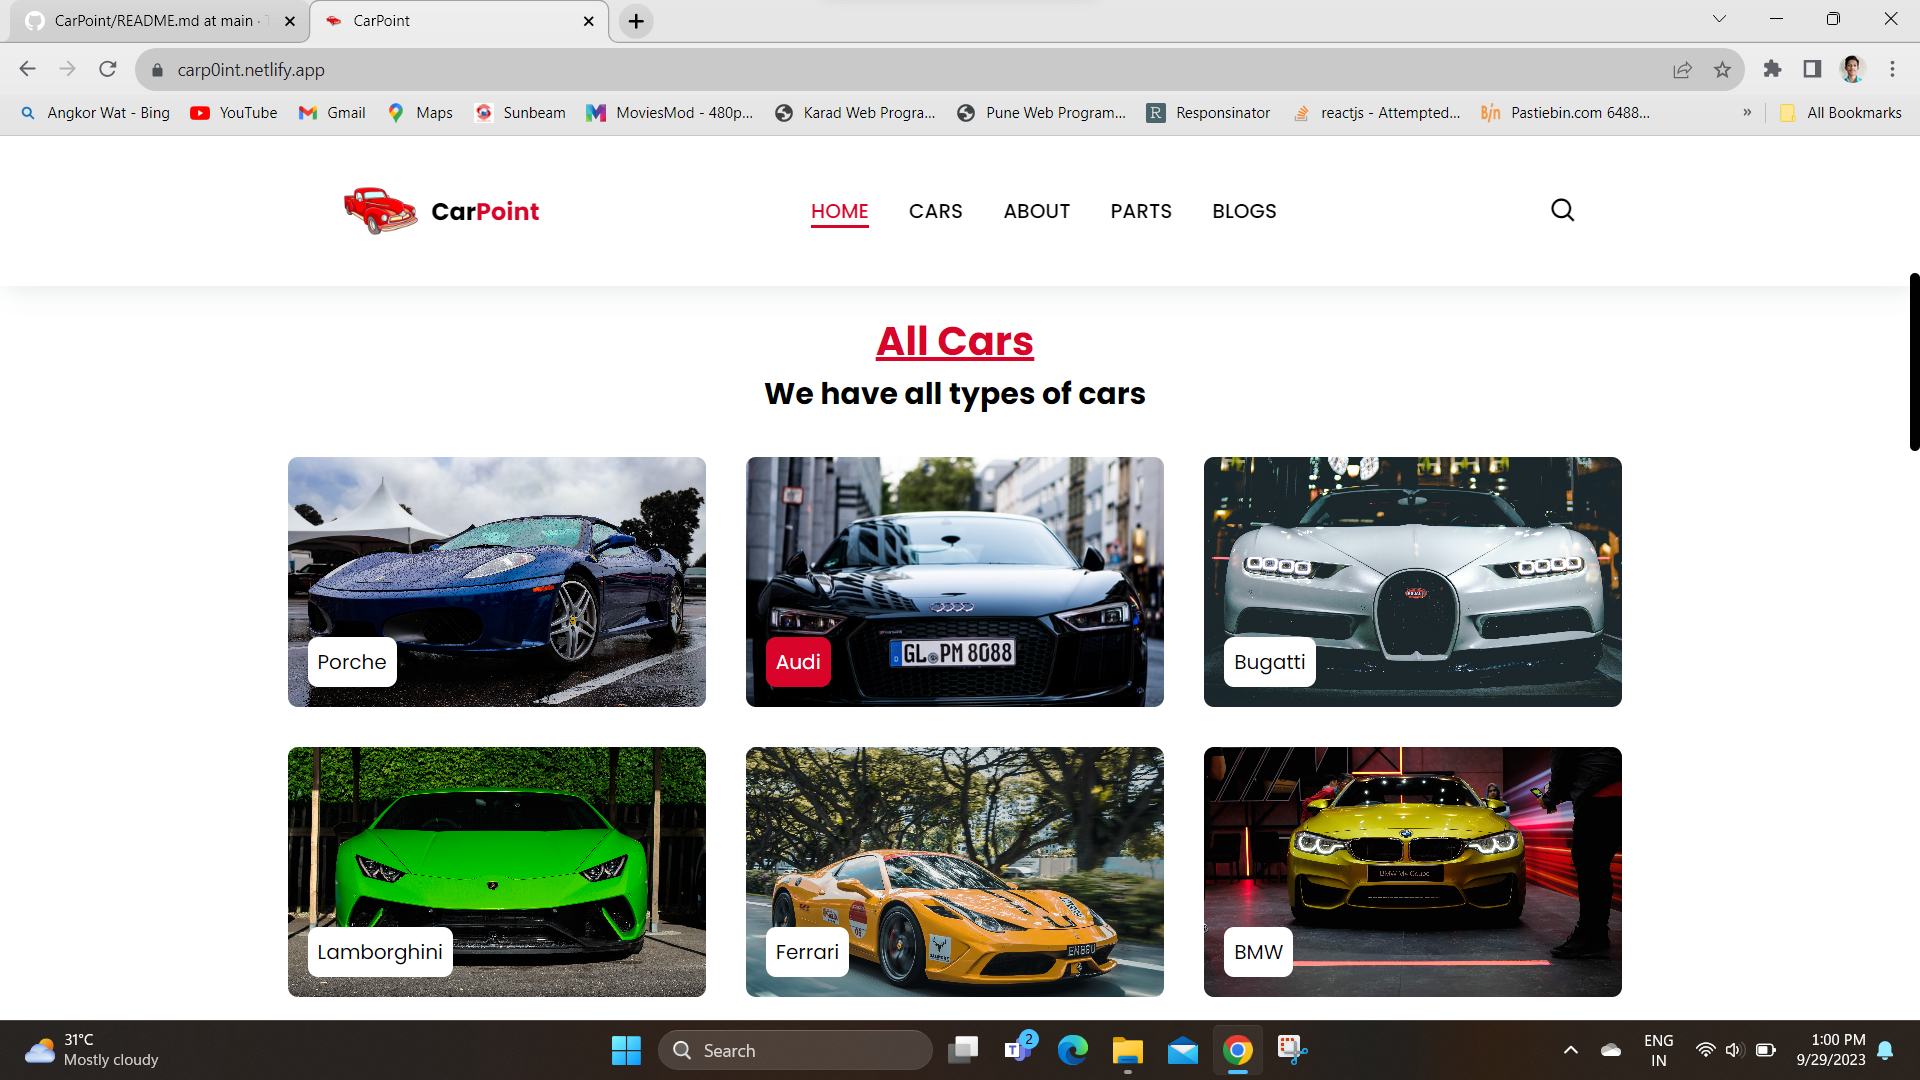 CarPoint/README.md at main ·
CarPoint
carp0int.netlify.app
Angkor Wat - Bing
YouTube
Gmail
Maps
Sunbeam
MoviesMod - 480p...
Karad Web Progra...
Pune Web Program...
R
Responsinator
reactjs - Attempted...
B/n
Pastiebin.com 6488...
»
All Bookmarks
CarPoint
HOME
CARS
ABOUT
PARTS
BLOGS
All Cars
We have all types of cars
GL PM 8088
Porche
Audi
Bugatti
BMW M4 Coupe
Lamborghini
Ferrari
BMW
31°C
Mostly cloudy
Search
T
2
ENG
IN
1:00 PM
9/29/2023